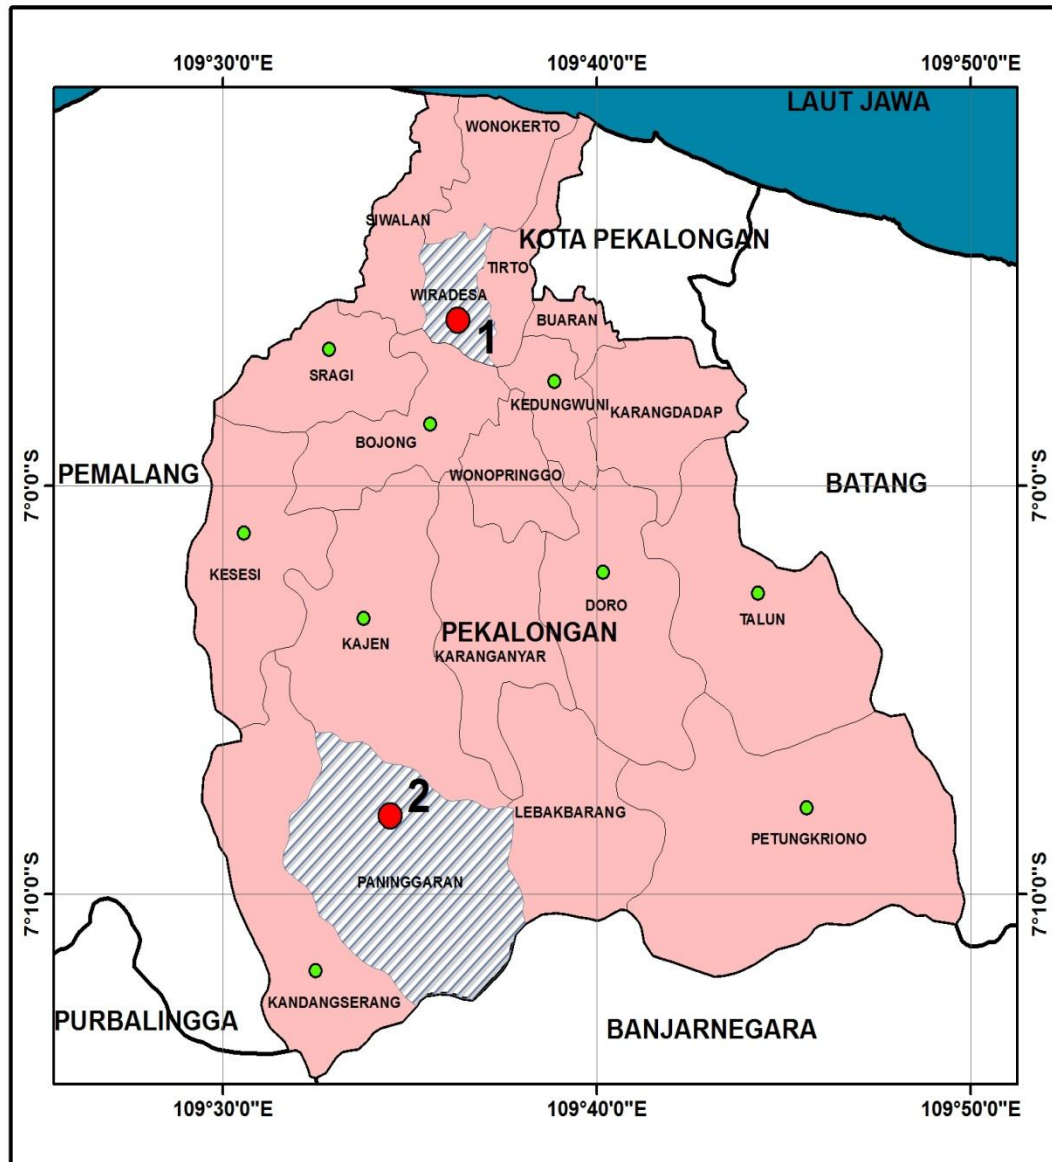 109°30'0"E
109°40'0"E
109°50'0"E
LAUT JAWA
WONOKERTO
SIWALAN
KOTA PEKALONGAN
TIRTO
WIRADESA
BUARAN
1
SRAGI
KEDUNGWUNI
KARANGDADAP
BOJONG
PEMALANG
WONOPRINGGO
BATANG
7°0'0"S
7°0'0"S
KESESI
DORO
TALUN
KAJEN
PEKALONGAN
KARANGANYAR
2
LEBAKBARANG
PETUNGKRIONO
PANINGGARAN
7°10'0"S
7°10'0"S
KANDANGSERANG
PURBALINGGA
BANJARNEGARA
109°30'0"E
109°40'0"E
109°50'0"E